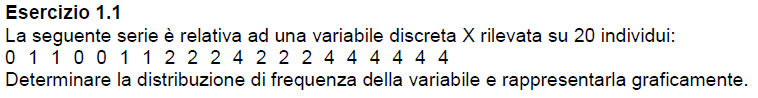 Esercizio 1.1
La seguente serie è relativa ad una variabile discreta X rilevata su 20 individui:
0 1 1 0 0 1 1 2 2 2 4 2 2 2 4 4 4 4 4 4
Determinare la distribuzione di frequenza della variabile e rappresentarla graficamente.